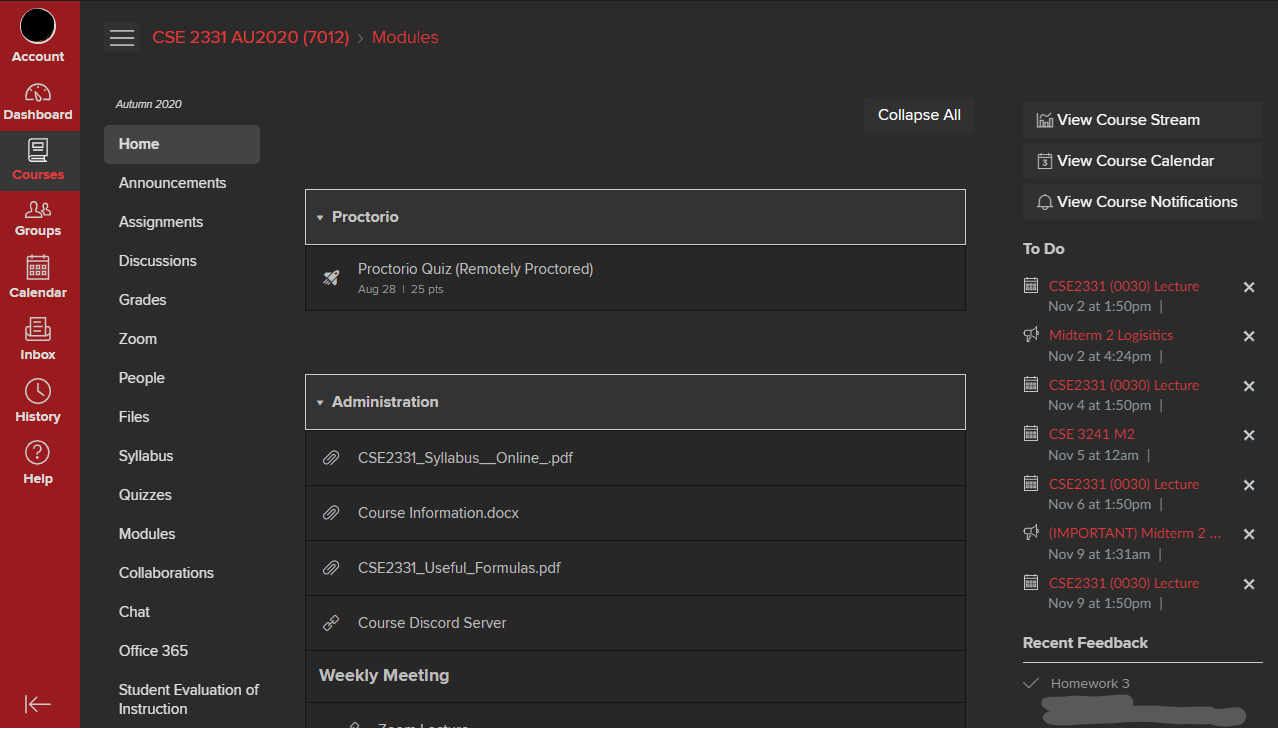 Account
Dashboard
Courses
Groups
Calendar
Inbox
History
Help
CSE 2331 AU2020 (7012) > Modules
Autumn 2020
Home
Announcements
Assignments
Discussions
Grades
Zoom
People
Files
Syllabus
Quizzes
Modules
Collaborations
Chat
Office 365
Student Evaluation of
Instruction
Collapse All
Proctorio
Proctorio Quiz (Remotely Proctored)
Aug 28 | 25 pts
Administration
CSE2331_Syllabus__Online_.pdf
Course Information.docx
CSE2331_Useful_Formulas.pdf
Course Discord Server
Weekly Meeting
Zoom Lecture
View Course Stream
3 View Course Calendar
View Course Notifications
To Do
CSE2331 (0030) Lecture
Nov 2 at 1:50pm |
Midterm 2 Logisitics
Nov 2 at 4:24pm |
CSE2331 (0030) Lecture
Nov 4 at 1:50pm |
CSE 3241 M2
Nov 5 at 12am |
CSE2331 (0030) Lecture
Nov 6 at 1:50pm |
(IMPORTANT) Midterm 2 ...
Nov 9 at 1:31am |
CSE2331 (0030) Lecture
Nov 9 at 1:50pm |
Recent Feedback
Homework 3